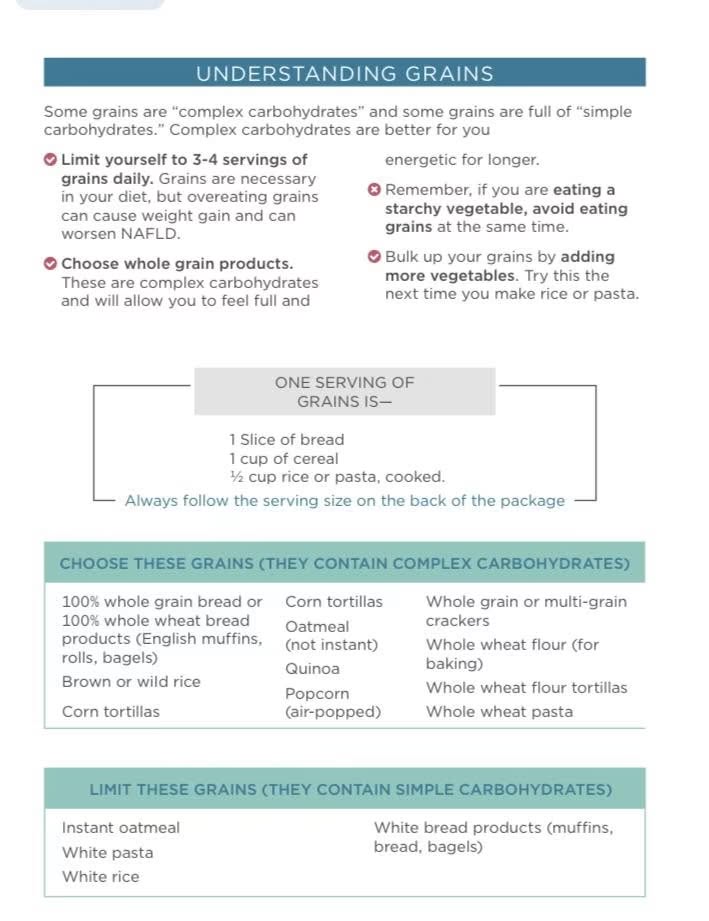 UNDERSTANDING GRAINS
Some grains are “complex carbohydrates” and some grains are full of “simple
carbohydrates.” Complex carbohydrates are better for you
Limit yourself to 3-4 servings of
grains daily. Grains are necessary
in your diet, but overeating grains
can cause weight gain and can
worsen NAFLD.
Choose whole grain products.
These are complex carbohydrates
and will allow you to feel full and
energetic for longer.
Remember, if you are eating a
starchy vegetable, avoid eating
grains at the same time.
Bulk up your grains by adding
more vegetables. Try this the
next time you make rice or pasta.
ONE SERVING OF
GRAINS IS—
1 Slice of bread
1 cup of cereal
½ cup rice or pasta, cooked.
Always follow the serving size on the back of the package
CHOOSE THESE GRAINS (THEY CONTAIN COMPLEX CARBOHYDRATES)
100% whole grain bread or
100% whole wheat bread
products (English muffins,
rolls, bagels)
Brown or wild rice
Corn tortillas
Corn tortillas
Oatmeal
(not instant)
Quinoa
Popcorn
(air-popped)
Whole grain or multi-grain
crackers
Whole wheat flour (for
baking)
Whole wheat flour tortillas
Whole wheat pasta
LIMIT THESE GRAINS (THEY CONTAIN SIMPLE CARBOHYDRATES)
Instant oatmeal
White pasta
White rice
White bread products (muffins,
bread, bagels)